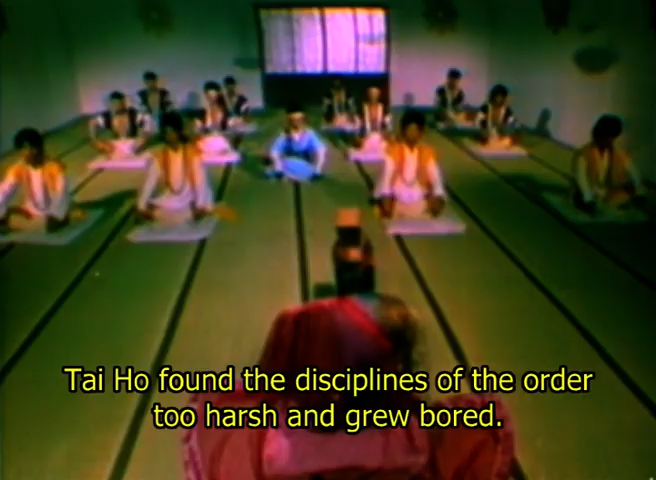 Tai Ho found the disciplines of the order
too harsh and grew bored.